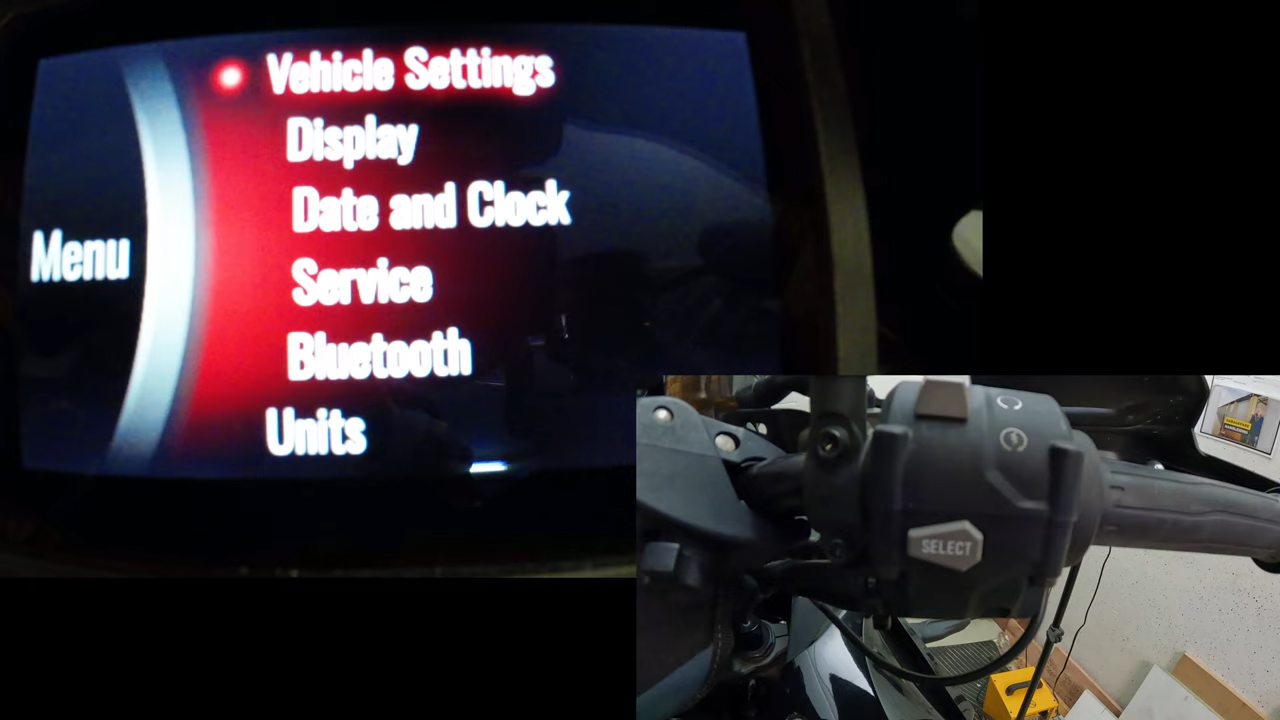 Vehicle Settings
Display
Date and Clock
Menu
Service
Bluetooth
Units
SELECT